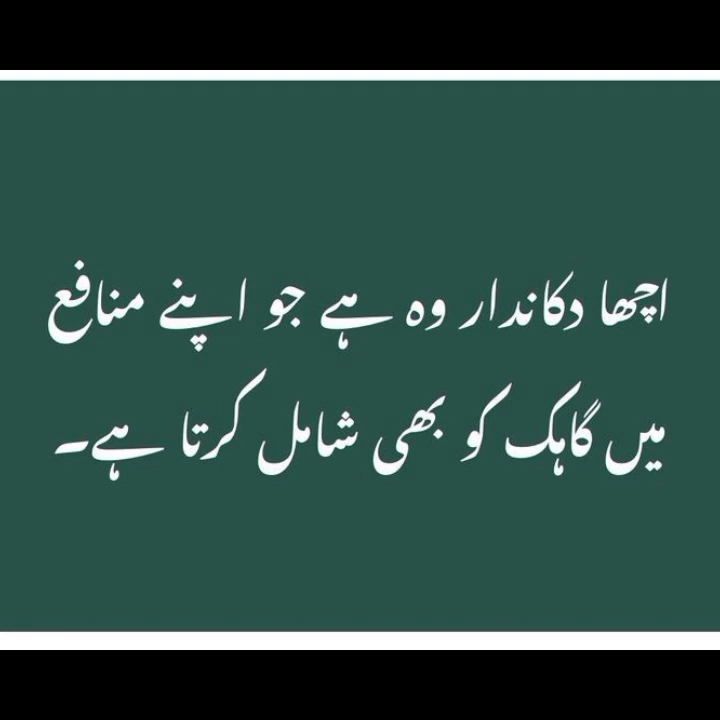 اچھا دکاندار وہ ہے جو اپنے منافع
میں گاہک کو بھی شامل کرتا ہے۔